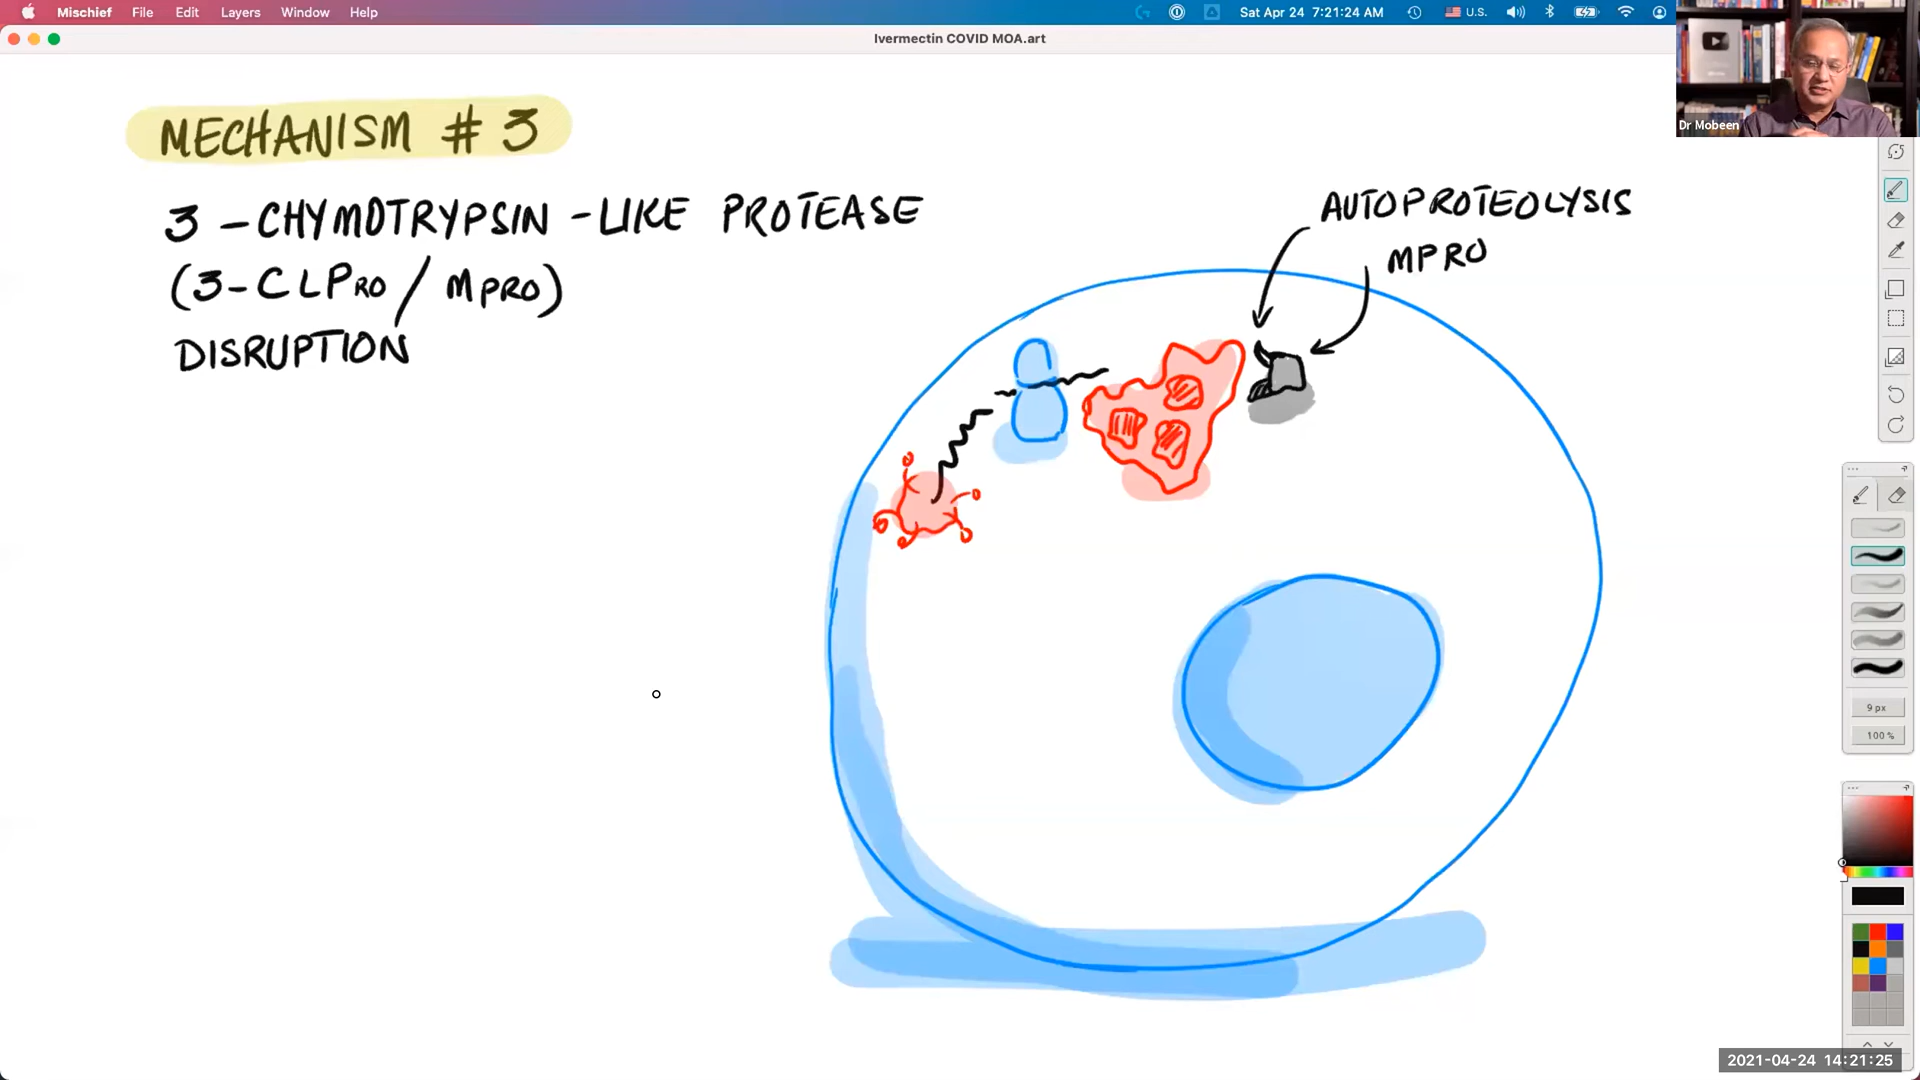 Mischief File Edit Layers Window Help Sat Apr 24 7:21:24 AM U.S.
Ivermectin COVID MOA.art
Dr Mobeen
MECHANISM # 3
3 - CHYMOTRYPSIN - LIKE PROTEASE
(3-CLPRO / MPRO)
DISRUPTION
AUTOPROTEOLYSIS
MPRO
9 px
100 %
2021-04-24 14:21:25